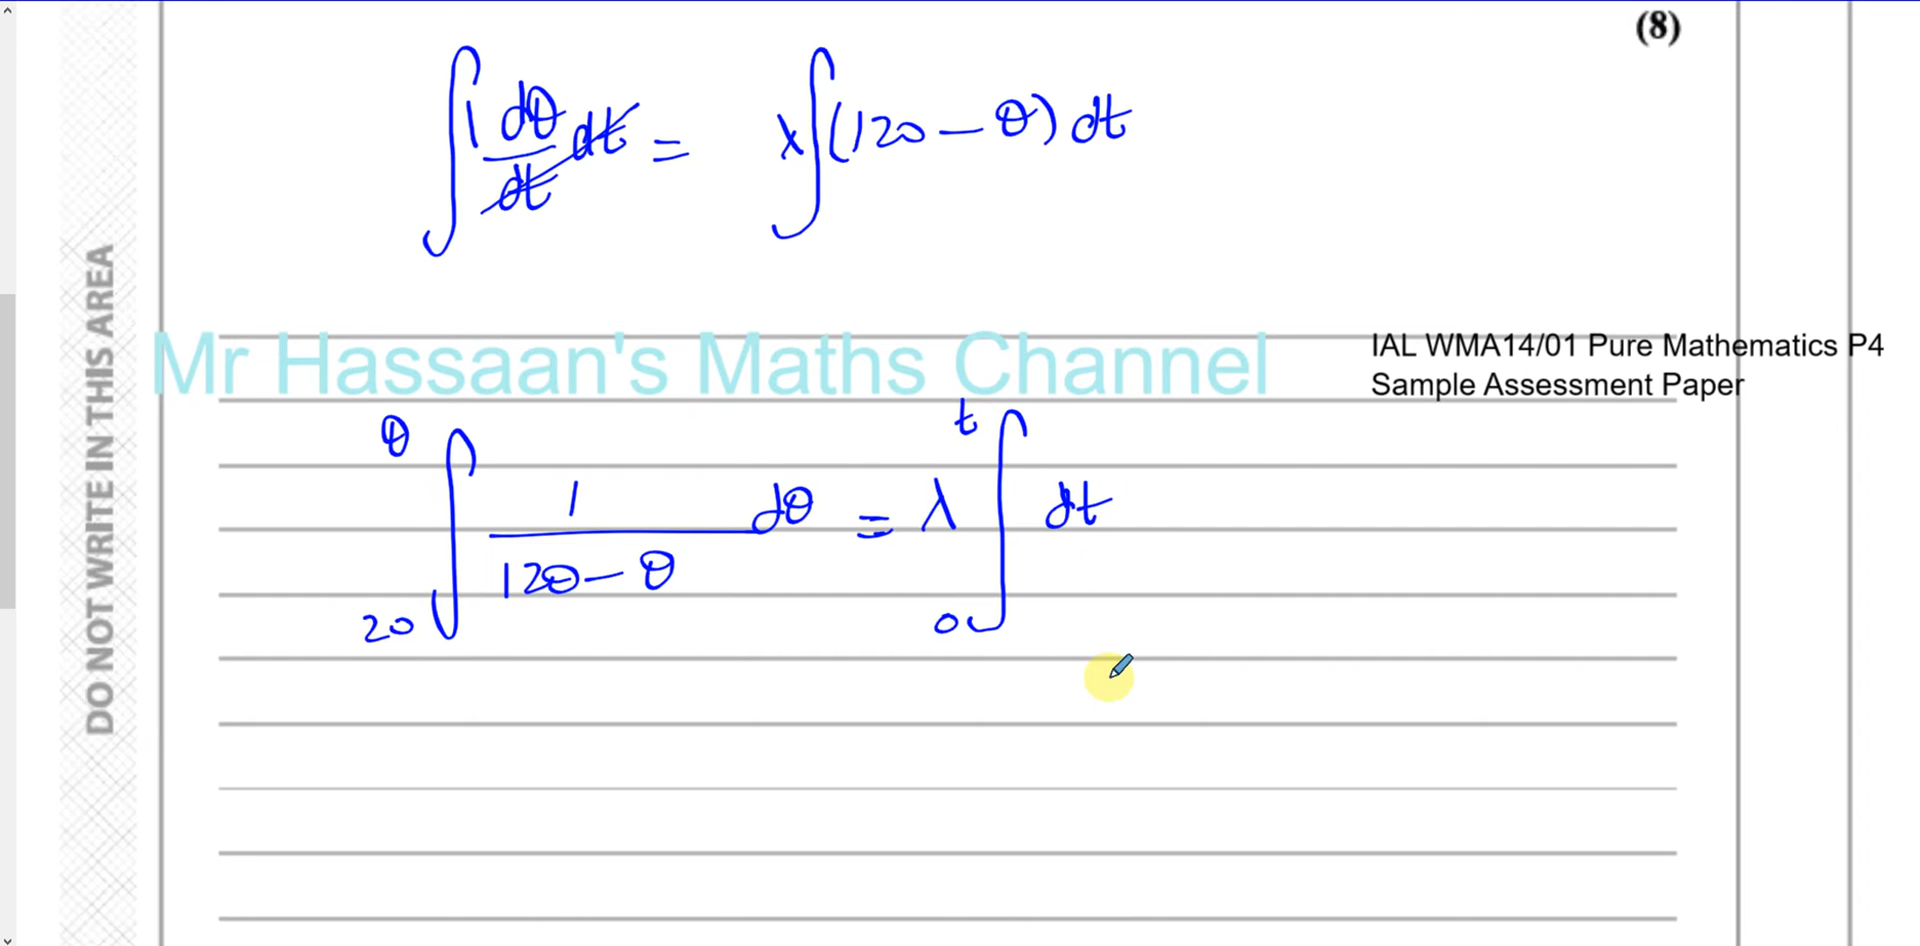 (8)
∫ 1 dθ/dt dt = λ ∫ (120 − θ) dt
DO NOT WRITE IN THIS AREA
Mr Hassaan's Maths Channel
IAL WMA14/01 Pure Mathematics P4
Sample Assessment Paper
θ t
∫ 1/(120 − θ) dθ = λ ∫ dt
20 0